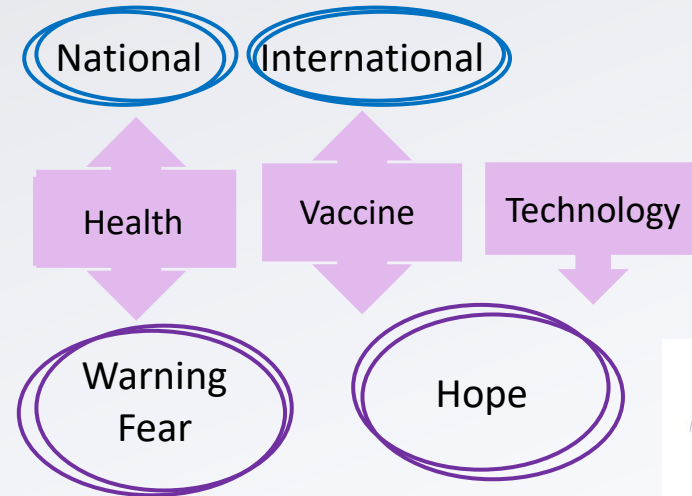 National
International
Health
Vaccine
Technology
Warning
Fear
Hope